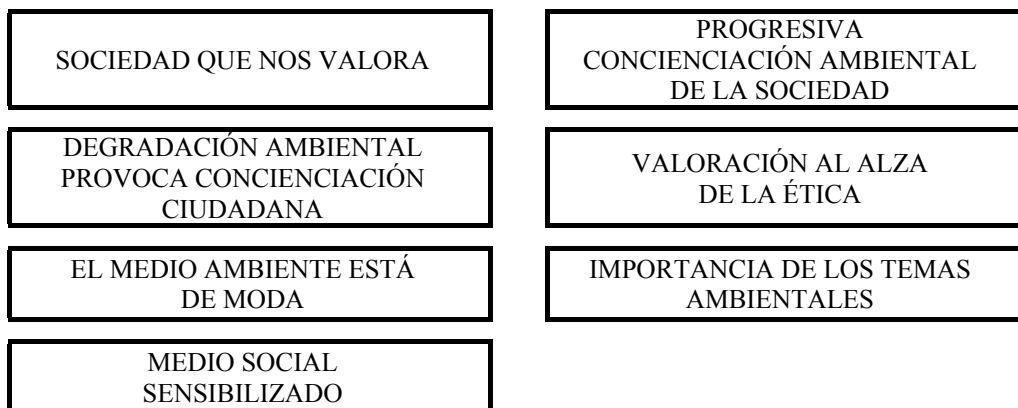 SOCIEDAD QUE NOS VALORA
PROGRESIVA
CONCIENCIACIÓN AMBIENTAL
DE LA SOCIEDAD
DEGRADACIÓN AMBIENTAL
PROVOCA CONCIENCIACIÓN
CIUDADANA
VALORACIÓN AL ALZA
DE LA ÉTICA
EL MEDIO AMBIENTE ESTÁ
DE MODA
IMPORTANCIA DE LOS TEMAS
AMBIENTALES
MEDIO SOCIAL
SENSIBILIZADO